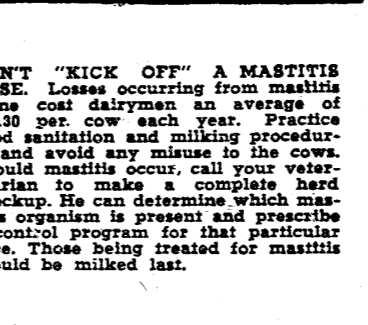 N'T "KICK OFF" A MASTITIS
SE. Losses occurring from mastitis
ne cost dairymen an average of
.30 per. cow each year. Practice
d sanitation and milking procedur-
and avoid any misuse to the cows.
ould mastitis occur, call your veter-
arian to make a complete herd
ckup. He can determine which mas-
s organism is present and prescribe
control program for that particular
e. Those being treated for mastitis
uld be milked last.